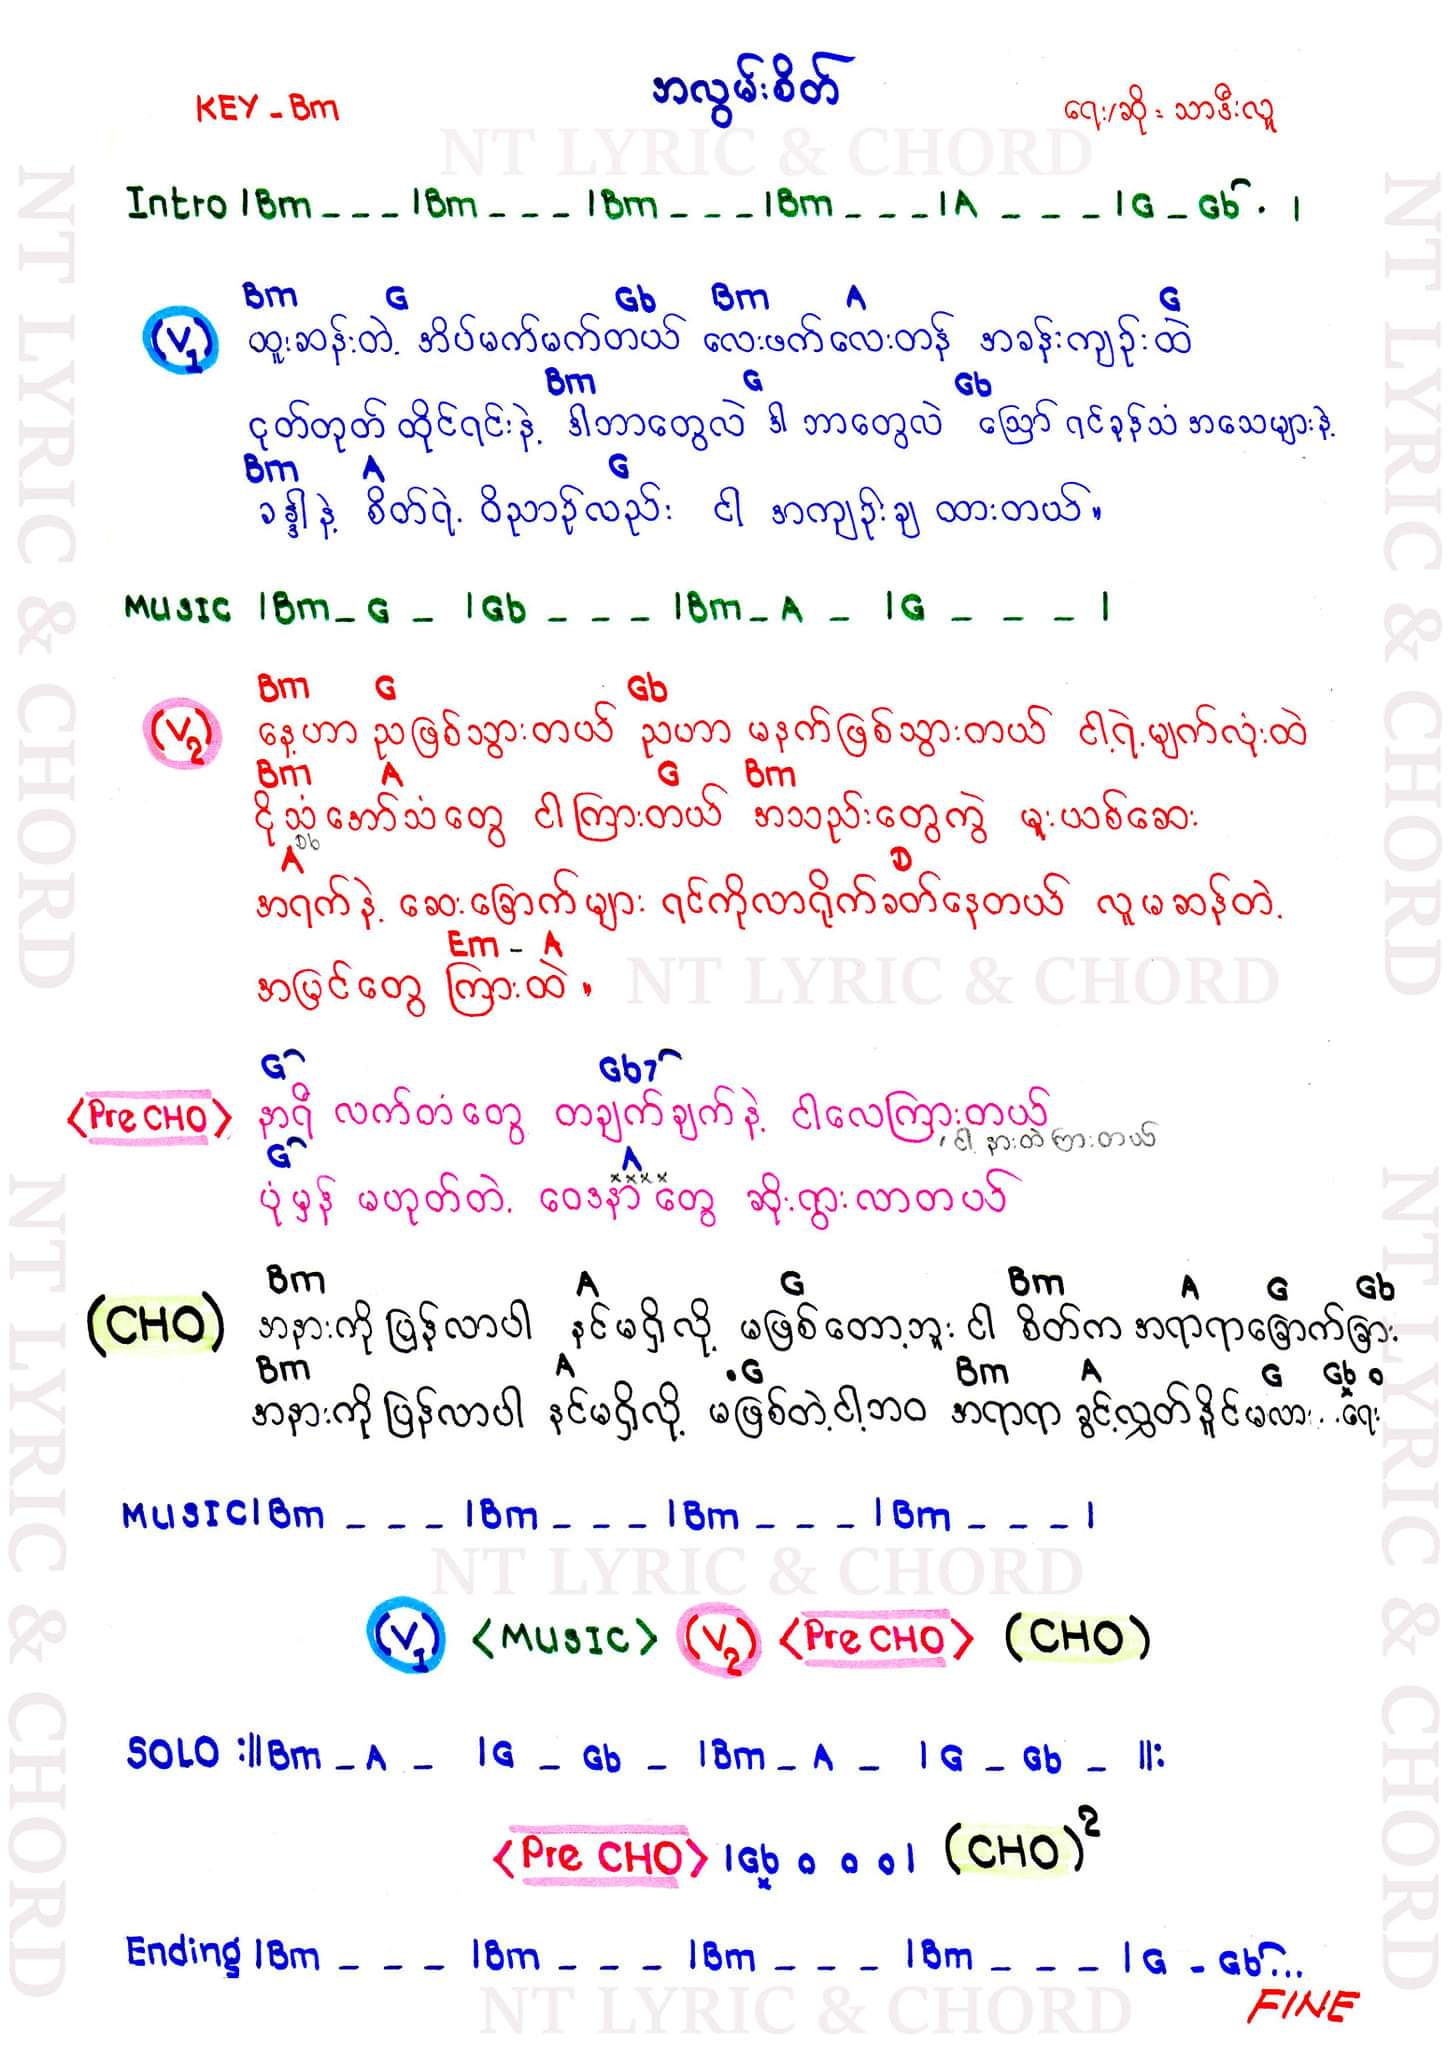 အလွမ်းစိတ်
KEY - Bm
ရေး/ဆို = သာဒီးလူ
NT LYRIC & CHORD
Intro |Bm _ _ _ |Bm _ _ _ |Bm _ _ _ |Bm _ _ _ |A _ _ _ |G _ Gb . |
Bm G Gb Bm A G
(V1) ထူးဆန်းတဲ့ အိပ်မက်မက်တယ် လေးဖက်လေးတန် အခန်းကျဉ်းထဲ
Bm G Gb
ငုတ်တုတ် ထိုင်ရင်းနဲ့ ဒါဘာတွေလဲ ဒါ ဘာတွေလဲ ဪ ရင်ခုန်သံ အသေများနဲ့
Bm A G
ခန္ဓါနဲ့ စိတ်ရဲ့ ဝိညာဉ်လည်း ငါ အကျဉ်းချ ထားတယ်။
MUSIC |Bm _ G _ |Gb _ _ _ |Bm _ A _ |G _ _ _ |
Bm G Gb
(V2) နေ့ဟာ ညဖြစ်သွားတယ် ညဟာ မနက်ဖြစ်သွားတယ် ငါ့ရဲ့မျက်လုံးထဲ
Bm A G Bm
ငိုသံအော်သံတွေ ငါကြားတယ် အသည်းတွေကွဲ မူးယစ်ဆေး
Db
A D
အရက်နဲ့ ဆေးခြောက်များ ရင်ကိုလာရိုက်ခတ်နေတယ် လူမဆန်တဲ့
Em - A
အမြင်တွေ ကြားထဲ။
NT LYRIC & CHORD
G Gb7
<Pre CHO> နာရီ လက်တံတွေ တချက်ချက်နဲ့ ငါလေကြားတယ်
ငါ နားထဲကြားတယ်
G A
x x x x
ပုံမှန် မဟုတ်တဲ့ ဝေဒနာတွေ ဆိုးရွားလာတယ်
Bm A G Bm A G Gb
(CHO) အနားကိုပြန်လာပါ နင်မရှိလို့ မဖြစ်တော့ဘူး ငါ စိတ်က အရာရာခြောက်ခြား
Bm A .G Bm A G Gb o
အနားကိုပြန်လာပါ နင်မရှိလို့ မဖြစ်တဲ့ငါ့ဘဝ အရာရာ ခွင့်လွှတ်နိုင်မလား...ရေး
MUSIC|Bm _ _ _ |Bm _ _ _ |Bm _ _ _ |Bm _ _ _ |
NT LYRIC & CHORD
(V1) <MUSIC> (V2) <Pre CHO> (CHO)
SOLO :||Bm _ A _ |G _ Gb _ |Bm _ A _ |G _ Gb _ ||:
<Pre CHO> |Gb o o o | (CHO)2
x
Ending |Bm _ _ _ |Bm _ _ _ |Bm _ _ _ |Bm _ _ _ |G - Gb...
FINE
NT LYRIC & CHORD
NT LYRIC & CHORD
NT LYRIC & CHORD
NT LYRIC & CHORD
NT LYRIC & CHORD